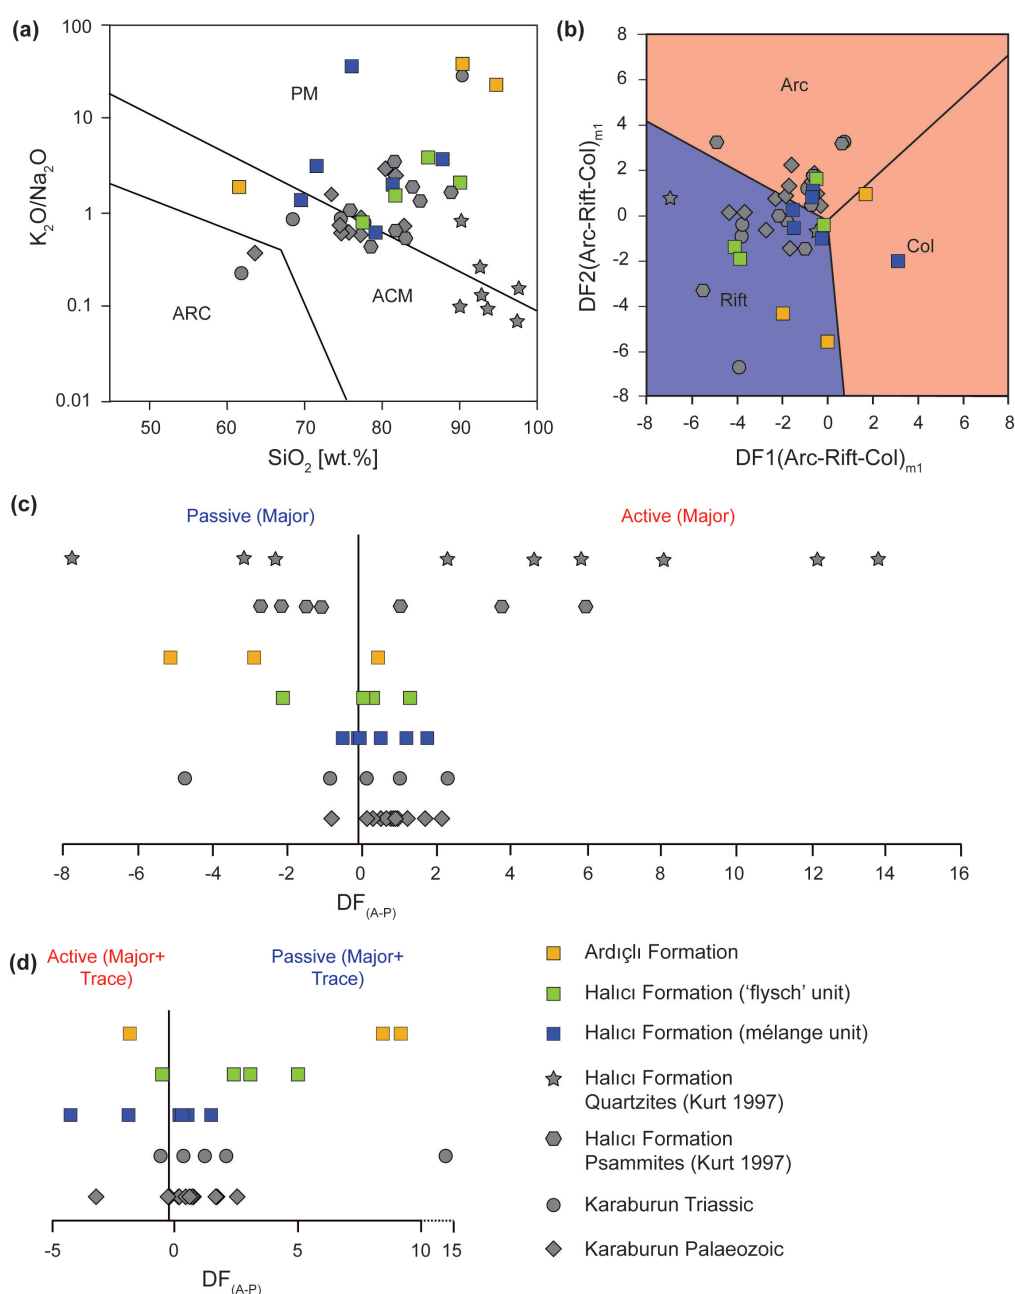 (a)
100
10
1
0.1
0.01
K2O/Na2O
PM
ARC
ACM
50
60
70
80
90
100
SiO2 [wt.%]
(b)
8
6
4
2
0
-2
-4
-6
-8
DF2(Arc-Rift-Col)m1
Arc
Col
Rift
-8
-6
-4
-2
0
2
4
6
8
DF1(Arc-Rift-Col)m1
(c)
Passive (Major)
Active (Major)
-8
-6
-4
-2
0
2
4
6
8
10
12
14
16
DF(A-P)
(d)
Active (Major+
Trace)
Passive (Major+
Trace)
-5
0
5
10
15
DF(A-P)
Ardıçlı Formation
Halıcı Formation (‘flysch’ unit)
Halıcı Formation (mélange unit)
Halıcı Formation
Quartzites (Kurt 1997)
Halıcı Formation
Psammites (Kurt 1997)
Karaburun Triassic
Karaburun Palaeozoic